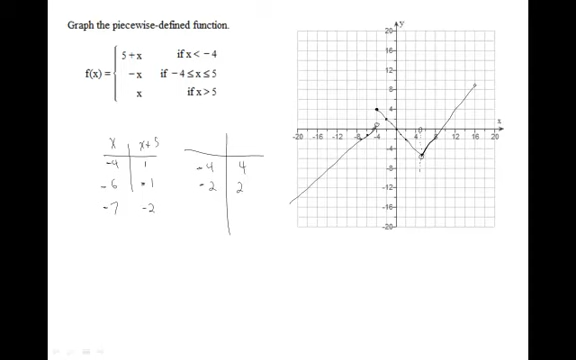 Graph the piecewise-defined function.
5+x if x < −4
f(x) = −x if −4 ≤ x ≤ 5
x if x > 5
x x+5
-4 1
-6 -1
-7 -2
-4 4
-2 2
y
20
16
12
8
4
x
-20 -16 -12 -8 -4 4 8 12 16 20
-4
-8
-12
-16
-20